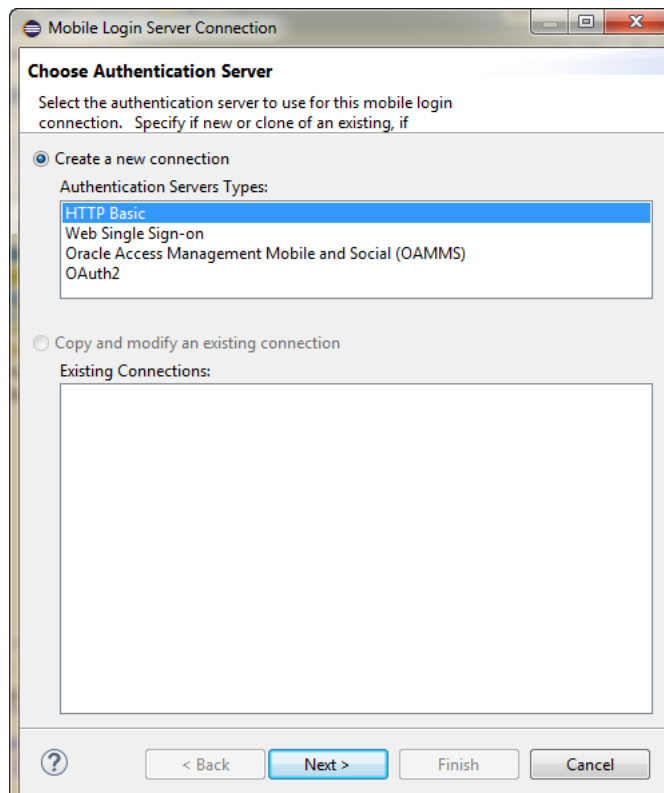 Mobile Login Server Connection
Choose Authentication Server
Select the authentication server to use for this mobile login
connection.  Specify if new or clone of an existing, if
Create a new connection
Authentication Servers Types:
HTTP Basic
Web Single Sign-on
Oracle Access Management Mobile and Social (OAMMS)
OAuth2
Copy and modify an existing connection
Existing Connections:
?
< Back
Next >
Finish
Cancel